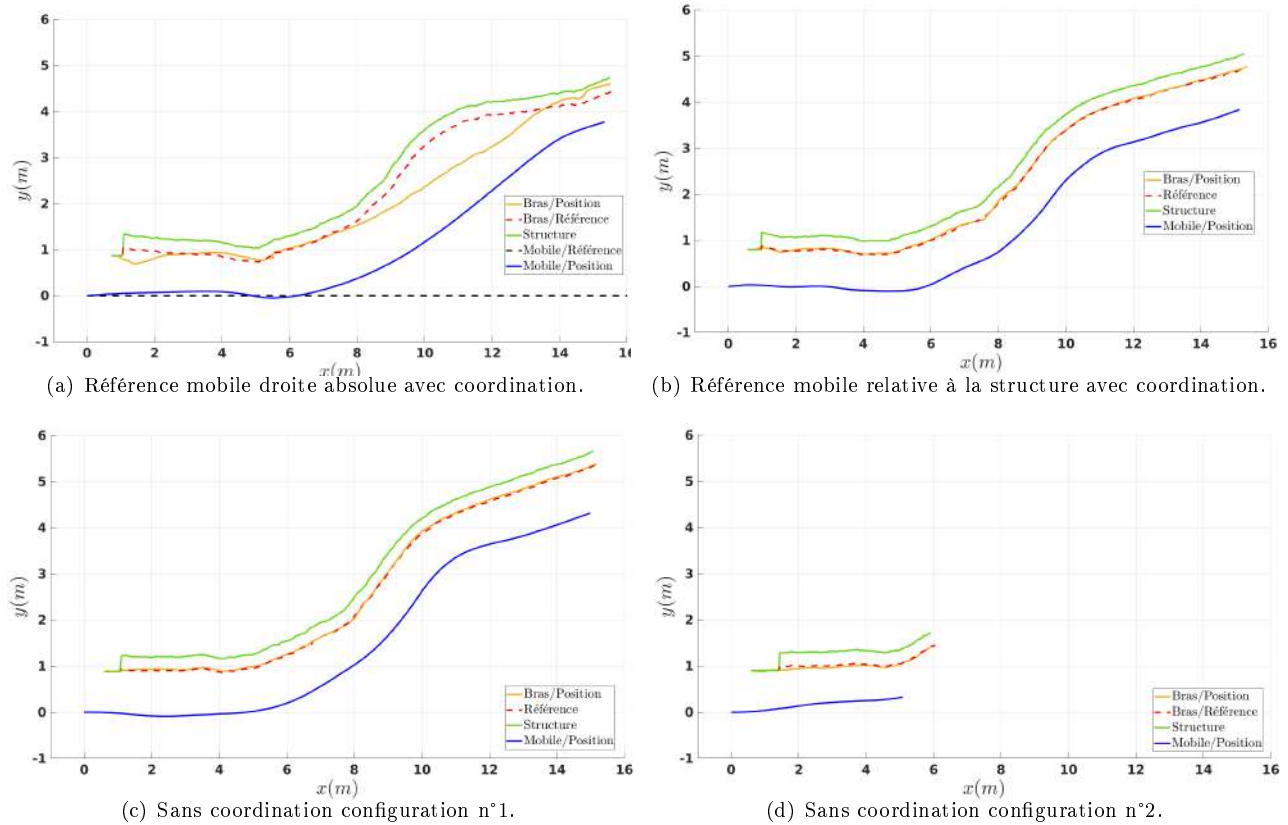 6
5
4
3
2
1
0
-1
y(m)
0 2 4 6 8 10 12 14 16
x(m)
Bras/Position
Bras/Référence
Structure
Mobile/Référence
Mobile/Position
(a) Référence mobile droite absolue avec coordination.
6
5
4
3
2
1
0
-1
y(m)
0 2 4 6 8 10 12 14 16
x(m)
Bras/Position
Référence
Structure
Mobile/Position
(b) Référence mobile relative à la structure avec coordination.
6
5
4
3
2
1
0
-1
y(m)
0 2 4 6 8 10 12 14 16
x(m)
Bras/Position
Référence
Structure
Mobile/Position
(c) Sans coordination configuration n°1.
6
5
4
3
2
1
0
-1
y(m)
0 2 4 6 8 10 12 14 16
x(m)
Bras/Position
Bras/Référence
Structure
Mobile/Position
(d) Sans coordination configuration n°2.